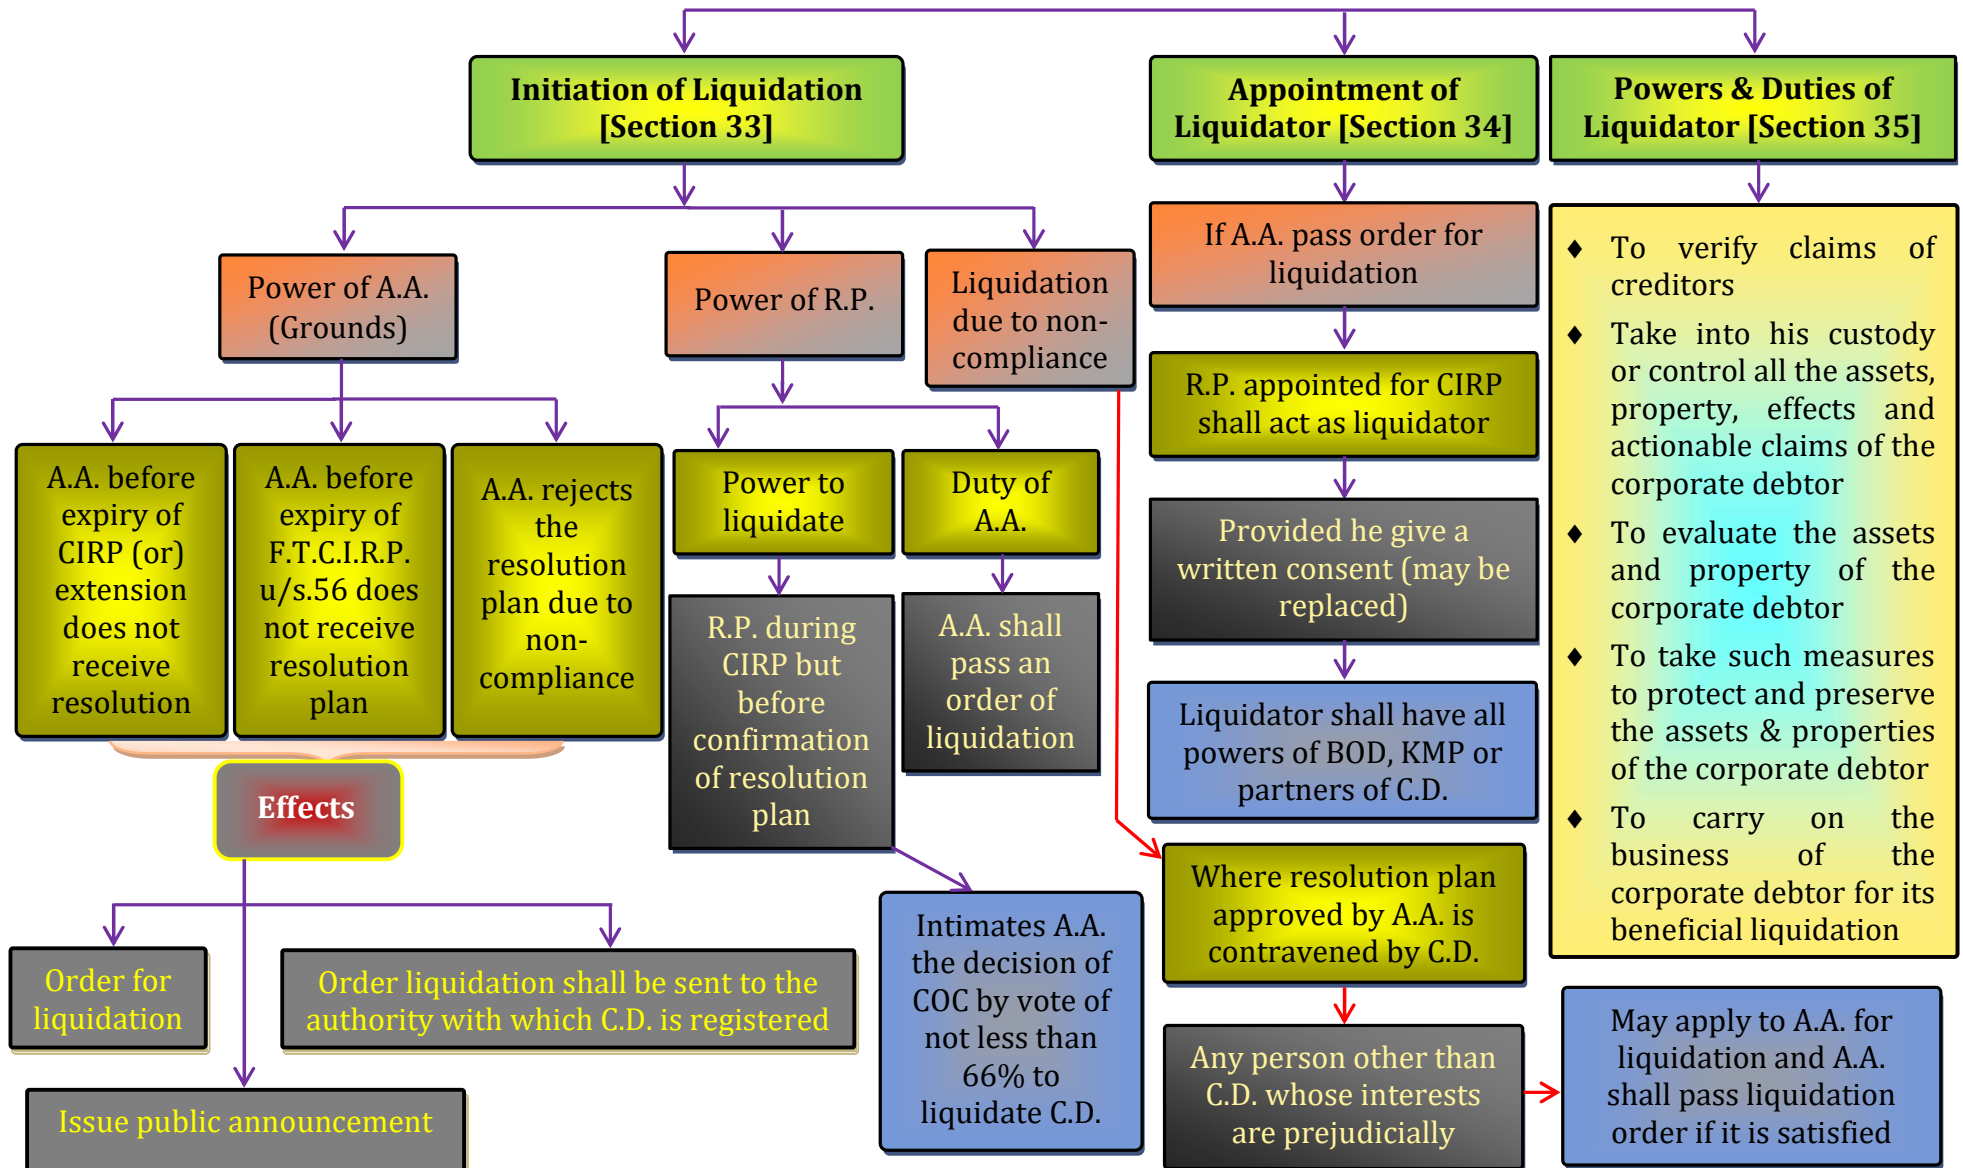 Initiation of Liquidation
[Section 33]
Appointment of
Liquidator [Section 34]
Powers & Duties of
Liquidator [Section 35]
Power of A.A.
(Grounds)
Power of R.P.
Liquidation
due to non-
compliance
If A.A. pass order for
liquidation
A.A. before
expiry of
CIRP (or)
extension
does not
receive
resolution
A.A. before
expiry of
F.T.C.I.R.P.
u/s.56 does
not receive
resolution
plan
A.A. rejects
the
resolution
plan due to
non-
compliance
Power to
liquidate
Duty of
A.A.
R.P. appointed for CIRP
shall act as liquidator
Provided he give a
written consent (may be
replaced)
R.P. during
CIRP but
before
confirmation
of resolution
plan
A.A. shall
pass an
order of
liquidation
Liquidator shall have all
powers of BOD, KMP or
partners of C.D.
Effects
Order for
liquidation
Order liquidation shall be sent to the
authority with which C.D. is registered
Issue public announcement
Intimates A.A.
the decision of
COC by vote of
not less than
66% to
liquidate C.D.
Where resolution plan
approved by A.A. is
contravened by C.D.
Any person other than
C.D. whose interests
are prejudicially
May apply to A.A. for
liquidation and A.A.
shall pass liquidation
order if it is satisfied
♦ To verify claims of
creditors
♦ Take into his custody
or control all the assets,
property, effects and
actionable claims of the
corporate debtor
♦ To evaluate the assets
and property of the
corporate debtor
♦ To take such measures
to protect and preserve
the assets & properties
of the corporate debtor
♦ To carry on the
business of the
corporate debtor for its
beneficial liquidation